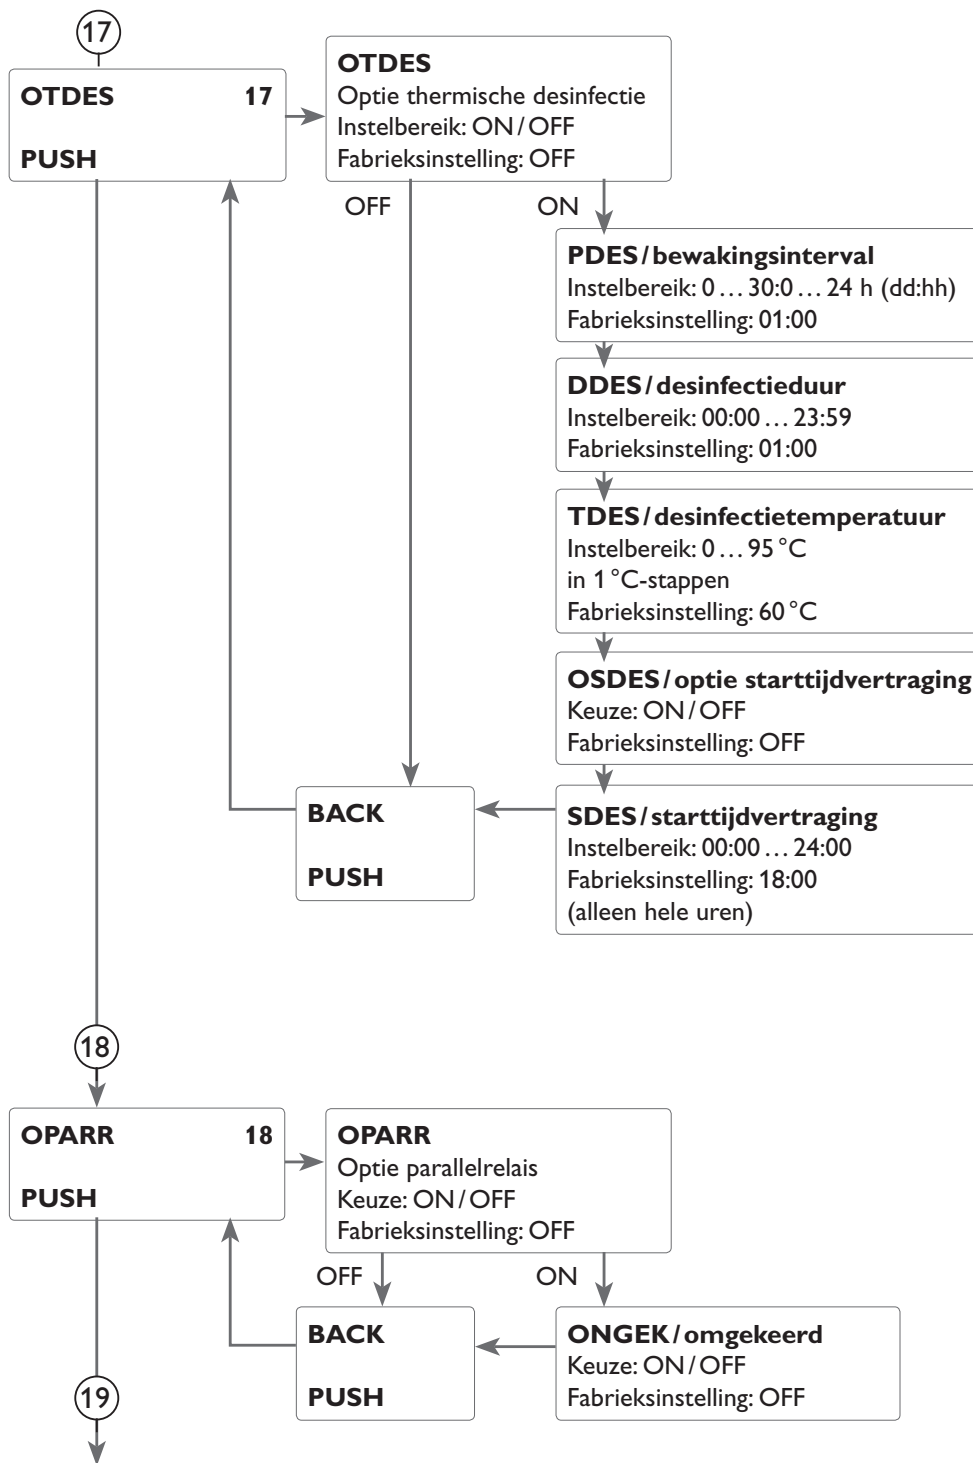 17
OTDES 17
PUSH
OTDES
Optie thermische desinfectie
Instelbereik: ON / OFF
Fabrieksinstelling: OFF
OFF
ON
PDES / bewakingsinterval
Instelbereik: 0 … 30:0 … 24 h (dd:hh)
Fabrieksinstelling: 01:00
DDES / desinfectieduur
Instelbereik: 00:00 … 23:59
Fabrieksinstelling: 01:00
TDES / desinfectietemperatuur
Instelbereik: 0 … 95 °C
in 1 °C-stappen
Fabrieksinstelling: 60 °C
OSDES / optie starttijdvertraging
Keuze: ON / OFF
Fabrieksinstelling: OFF
SDES / starttijdvertraging
Instelbereik: 00:00 … 24:00
Fabrieksinstelling: 18:00
(alleen hele uren)
BACK
PUSH
18
OPARR 18
PUSH
OPARR
Optie parallelrelais
Keuze: ON / OFF
Fabrieksinstelling: OFF
OFF
ON
BACK
PUSH
ONGEK / omgekeerd
Keuze: ON / OFF
Fabrieksinstelling: OFF
19